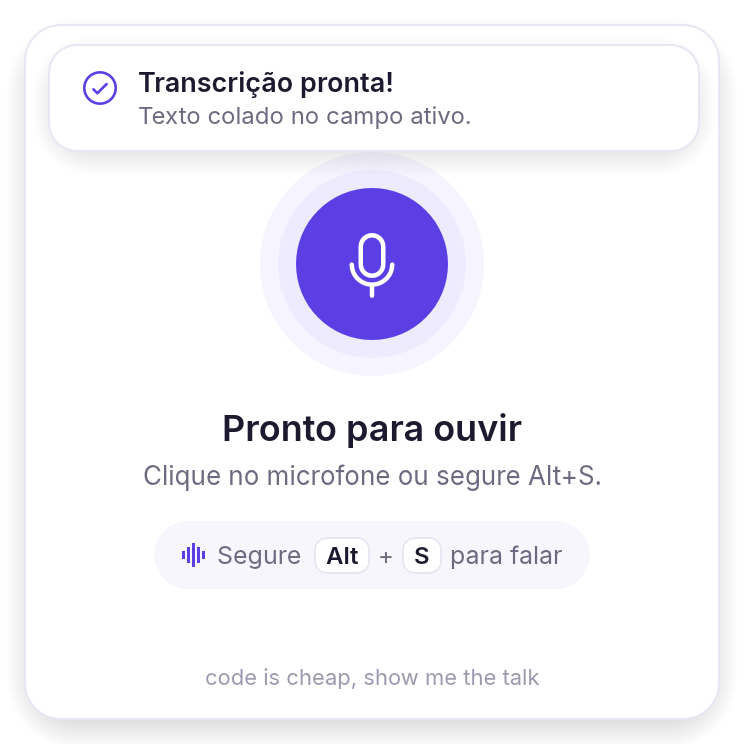 Transcrição pronta!
Texto colado no campo ativo.
Pronto para ouvir
Clique no microfone ou segure Alt+S.
Segure Alt + S para falar
code is cheap, show me the talk